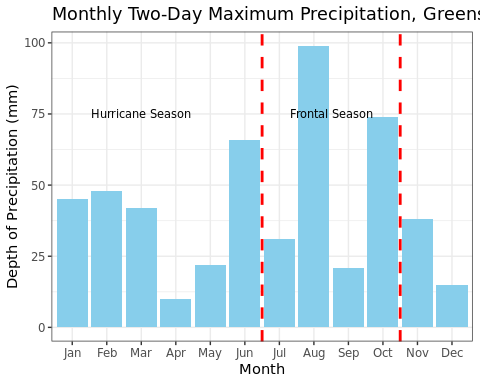 Monthly Two-Day Maximum Precipitation, Greens
Depth of Precipitation (mm)
100
75
50
25
0
Hurricane Season
Frontal Season
Jan Feb Mar Apr May Jun Jul Aug Sep Oct Nov Dec
Month